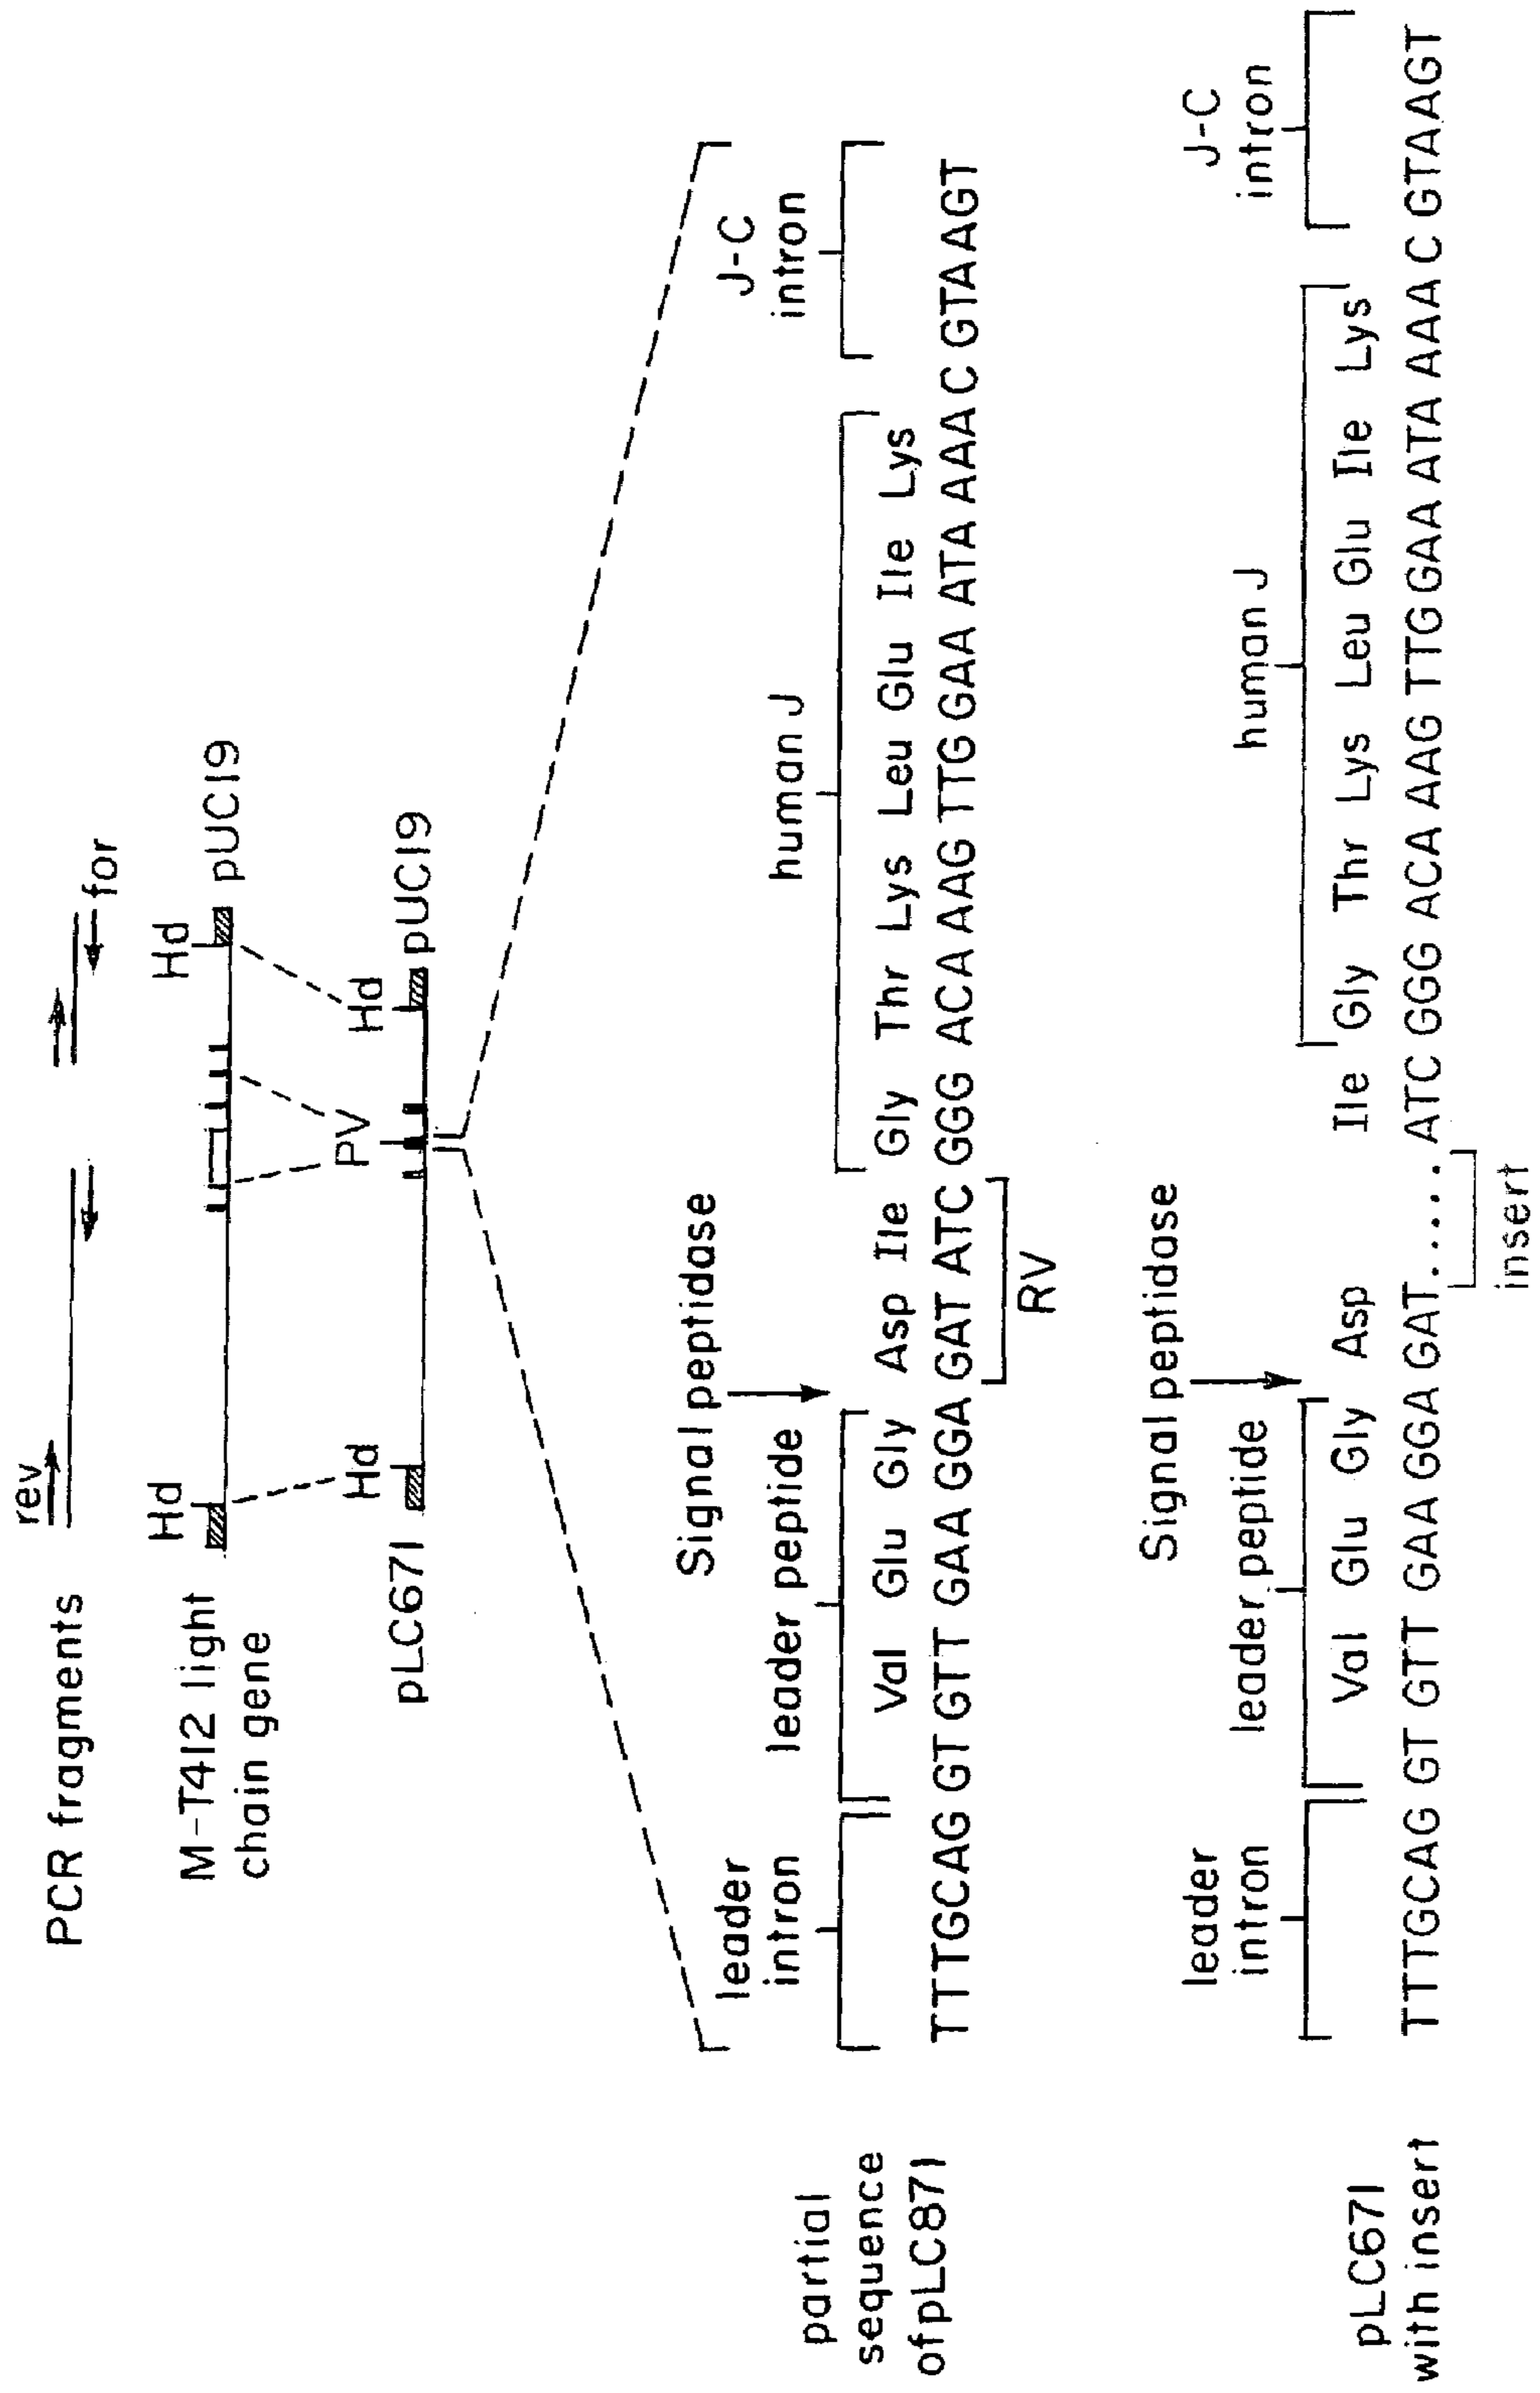 PCR fragments
rev
for
M-T412 light
chain gene
Hd
Hd
pUC19
pLC671
Hd
PV
Hd
pUC19
leader
intron
leader peptide
Signal peptidase
human J
J-C
intron
partial
sequence
of pLC871
Val Glu Gly Asp Ile Gly Thr Lys Leu Glu Ile Lys
TTTGCAG GT GTT GAA GGA GAT ATC GGG ACA AAG TTG GAA ATA AAA C GTAAGT
RV
leader
intron
leader peptide
Signal peptidase
human J
J-C
intron
pLC671
with insert
Val Glu Gly Asp Ile Gly Thr Lys Leu Glu Ile Lys
TTTGCAG GT GTT GAA GGA GAT..... ATC GGG ACA AAG TTG GAA ATA AAA C GTAAGT
insert